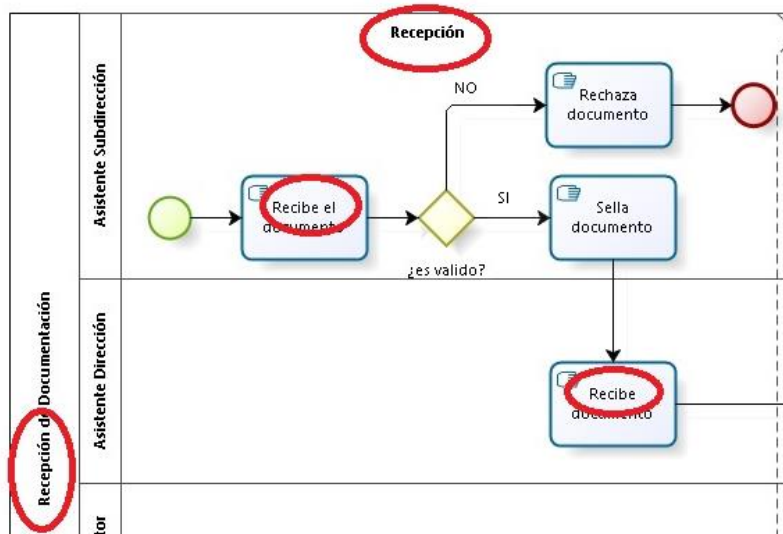 Recepción
Recepción de Documentación
Asistente Subdirección
Recibe el
documento
¿es valido?
NO
Rechaza
documento
SI
Sella
documento
Asistente Dirección
Recibe
documento